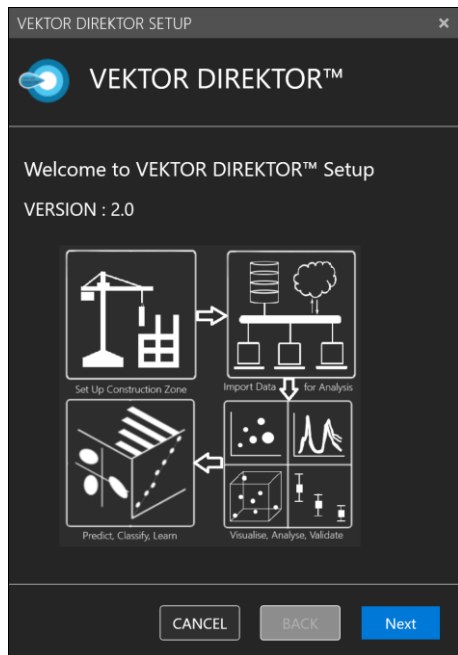 VEKTOR DIREKTOR SETUP
VEKTOR DIREKTOR™
Welcome to VEKTOR DIREKTOR™ Setup
VERSION : 2.0
Set Up Construction Zone
Import Data for Analysis
Predict, Classify, Learn
Visualise, Analyse, Validate
CANCEL
BACK
Next